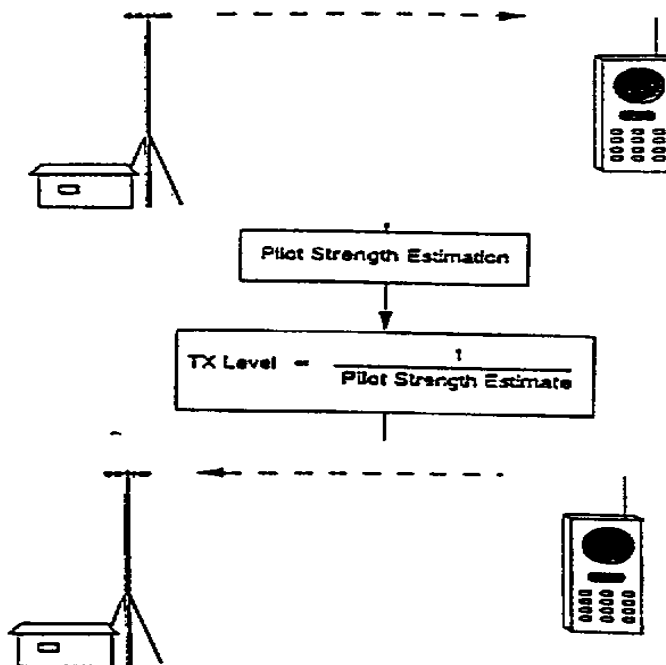 Pilot Strength Estimation
TX Level = 1
Pilot Strength Estimate